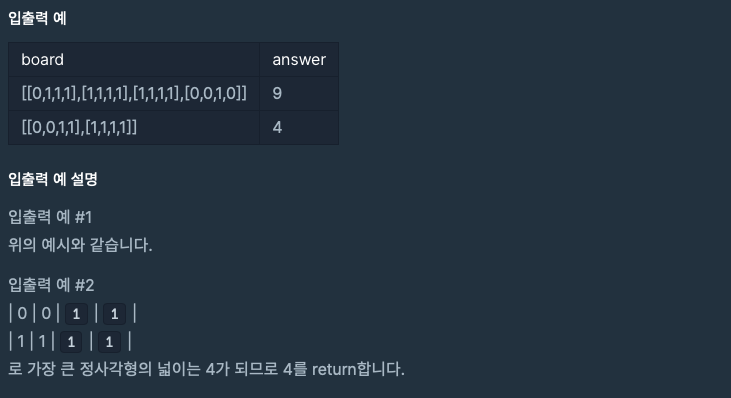 입출력 예
board answer
[[0,1,1,1],[1,1,1,1],[1,1,1,1],[0,0,1,0]] 9
[[0,0,1,1],[1,1,1,1]] 4
입출력 예 설명
입출력 예 #1
위의 예시와 같습니다.
입출력 예 #2
| 0 | 0 | 1 | 1 |
| 1 | 1 | 1 | 1 |
로 가장 큰 정사각형의 넓이는 4가 되므로 4를 return합니다.